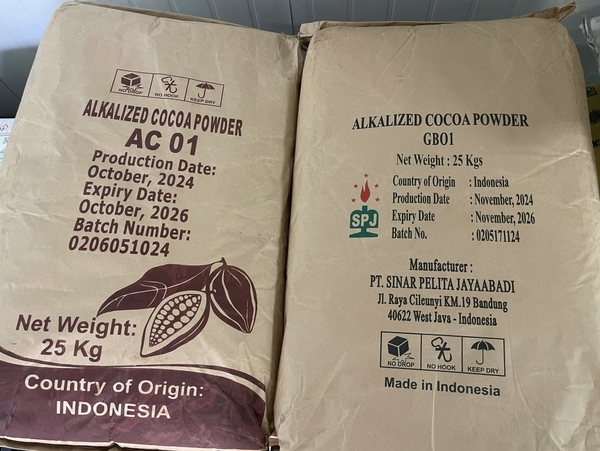 NO DROP
NO HOOK
KEEP DRY
ALKALIZED COCOA POWDER
AC 01
Production Date:
October, 2024
Expiry Date:
October, 2026
Batch Number:
0206051024
Net Weight:
25 Kg
Country of Origin:
INDONESIA
ALKALIZED COCOA POWDER
GB01
Net Weight : 25 Kgs
SPJ
Country of Origin : Indonesia
Production Date : November, 2024
Expiry Date : November, 2026
Batch No. : 0205171124
Manufacturer :
PT. SINAR PELITA JAYAABADI
Jl. Raya Cileunyi KM.19 Bandung
40622 West Java - Indonesia
NO DROP
NO HOOK
KEEP DRY
Made in Indonesia